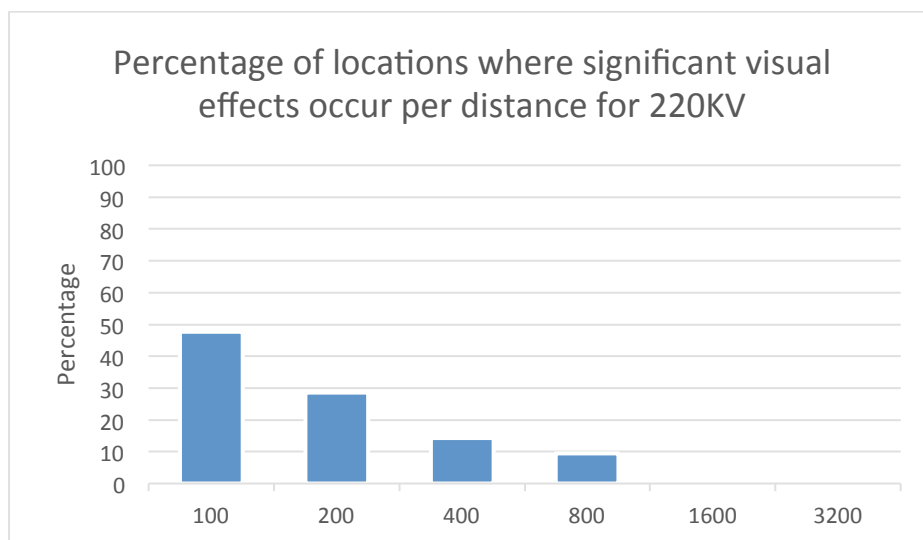 Percentage of locations where significant visual
effects occur per distance for 220KV
100
90
80
70
60
50
40
30
20
10
0
Percentage
100 200 400 800 1600 3200